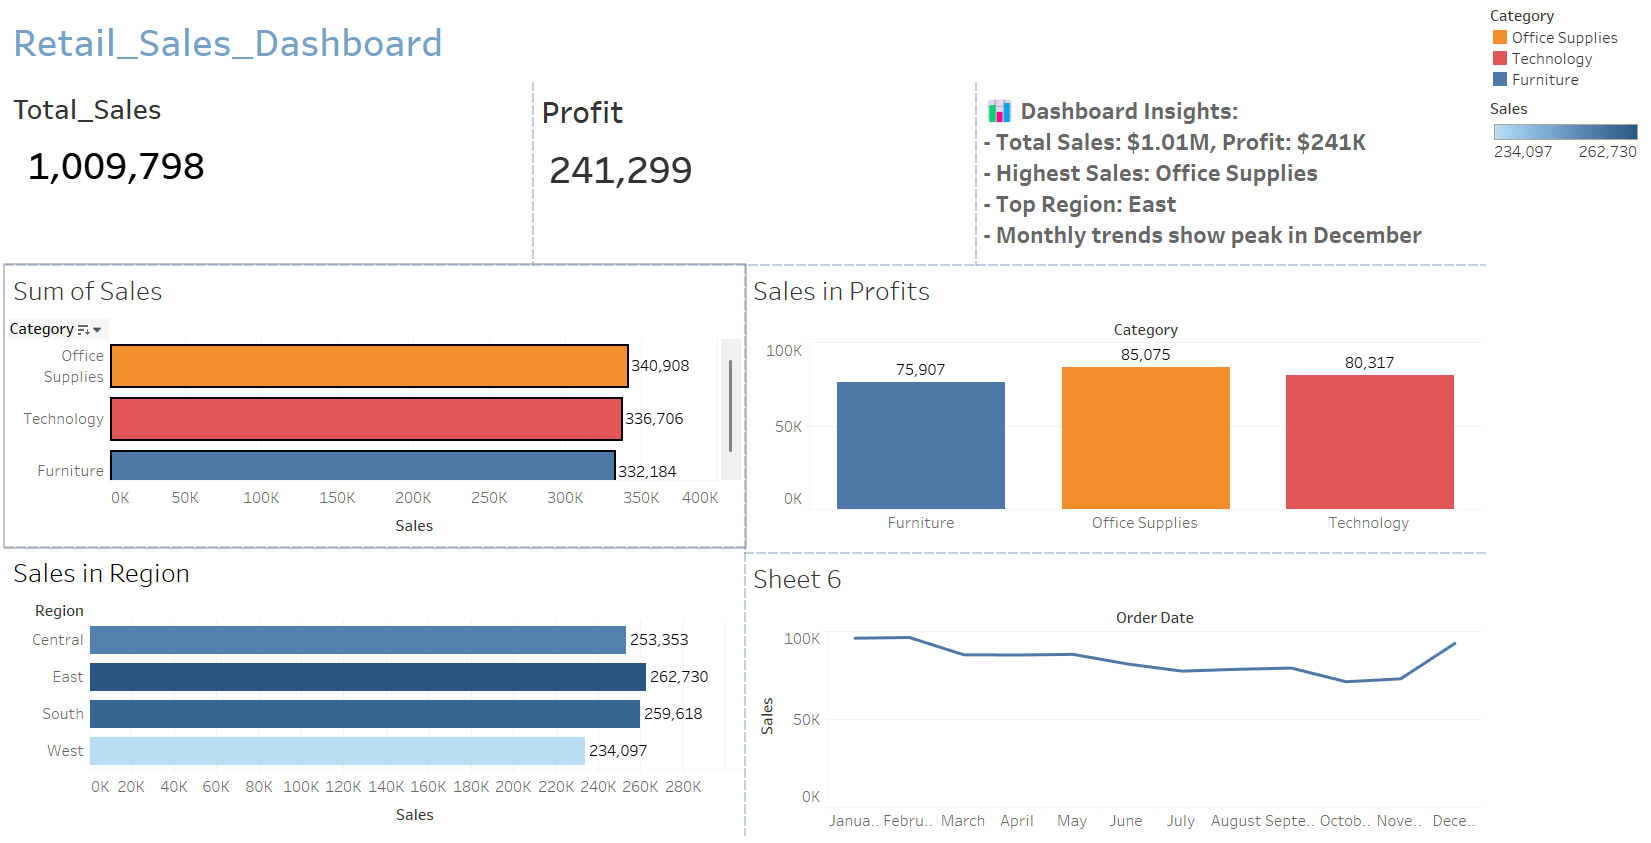 Retail_Sales_Dashboard
Total_Sales
1,009,798
Profit
241,299
📊 Dashboard Insights:
- Total Sales: $1.01M, Profit: $241K
- Highest Sales: Office Supplies
- Top Region: East
- Monthly trends show peak in December
Category
Office Supplies
Technology
Furniture
Sales
234,097 262,730
Sum of Sales
Category
Office
Supplies
340,908
Technology
336,706
Furniture
332,184
0K 50K 100K 150K 200K 250K 300K 350K 400K
Sales
Sales in Profits
Category
100K
50K
0K
75,907
85,075
80,317
Furniture Office Supplies Technology
Sales in Region
Region
Central 253,353
East 262,730
South 259,618
West 234,097
0K 20K 40K 60K 80K 100K 120K 140K 160K 180K 200K 220K 240K 260K 280K
Sales
Sheet 6
Order Date
100K
50K
0K
Sales
Janua.. Febru.. March April May June July August Septe.. Octob.. Nove.. Dece..